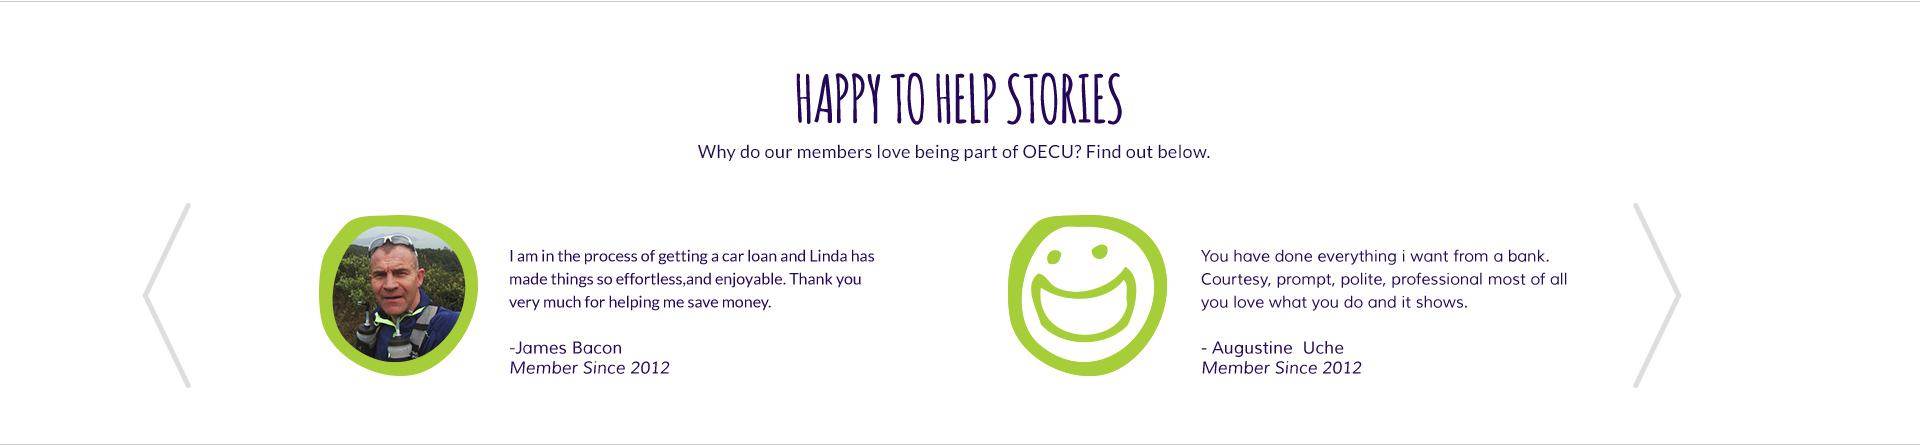 HAPPY TO HELP STORIES
Why do our members love being part of OECU? Find out below.
I am in the process of getting a car loan and Linda has
made things so effortless,and enjoyable. Thank you
very much for helping me save money.
-James Bacon
Member Since 2012
You have done everything i want from a bank.
Courtesy, prompt, polite, professional most of all
you love what you do and it shows.
- Augustine  Uche
Member Since 2012